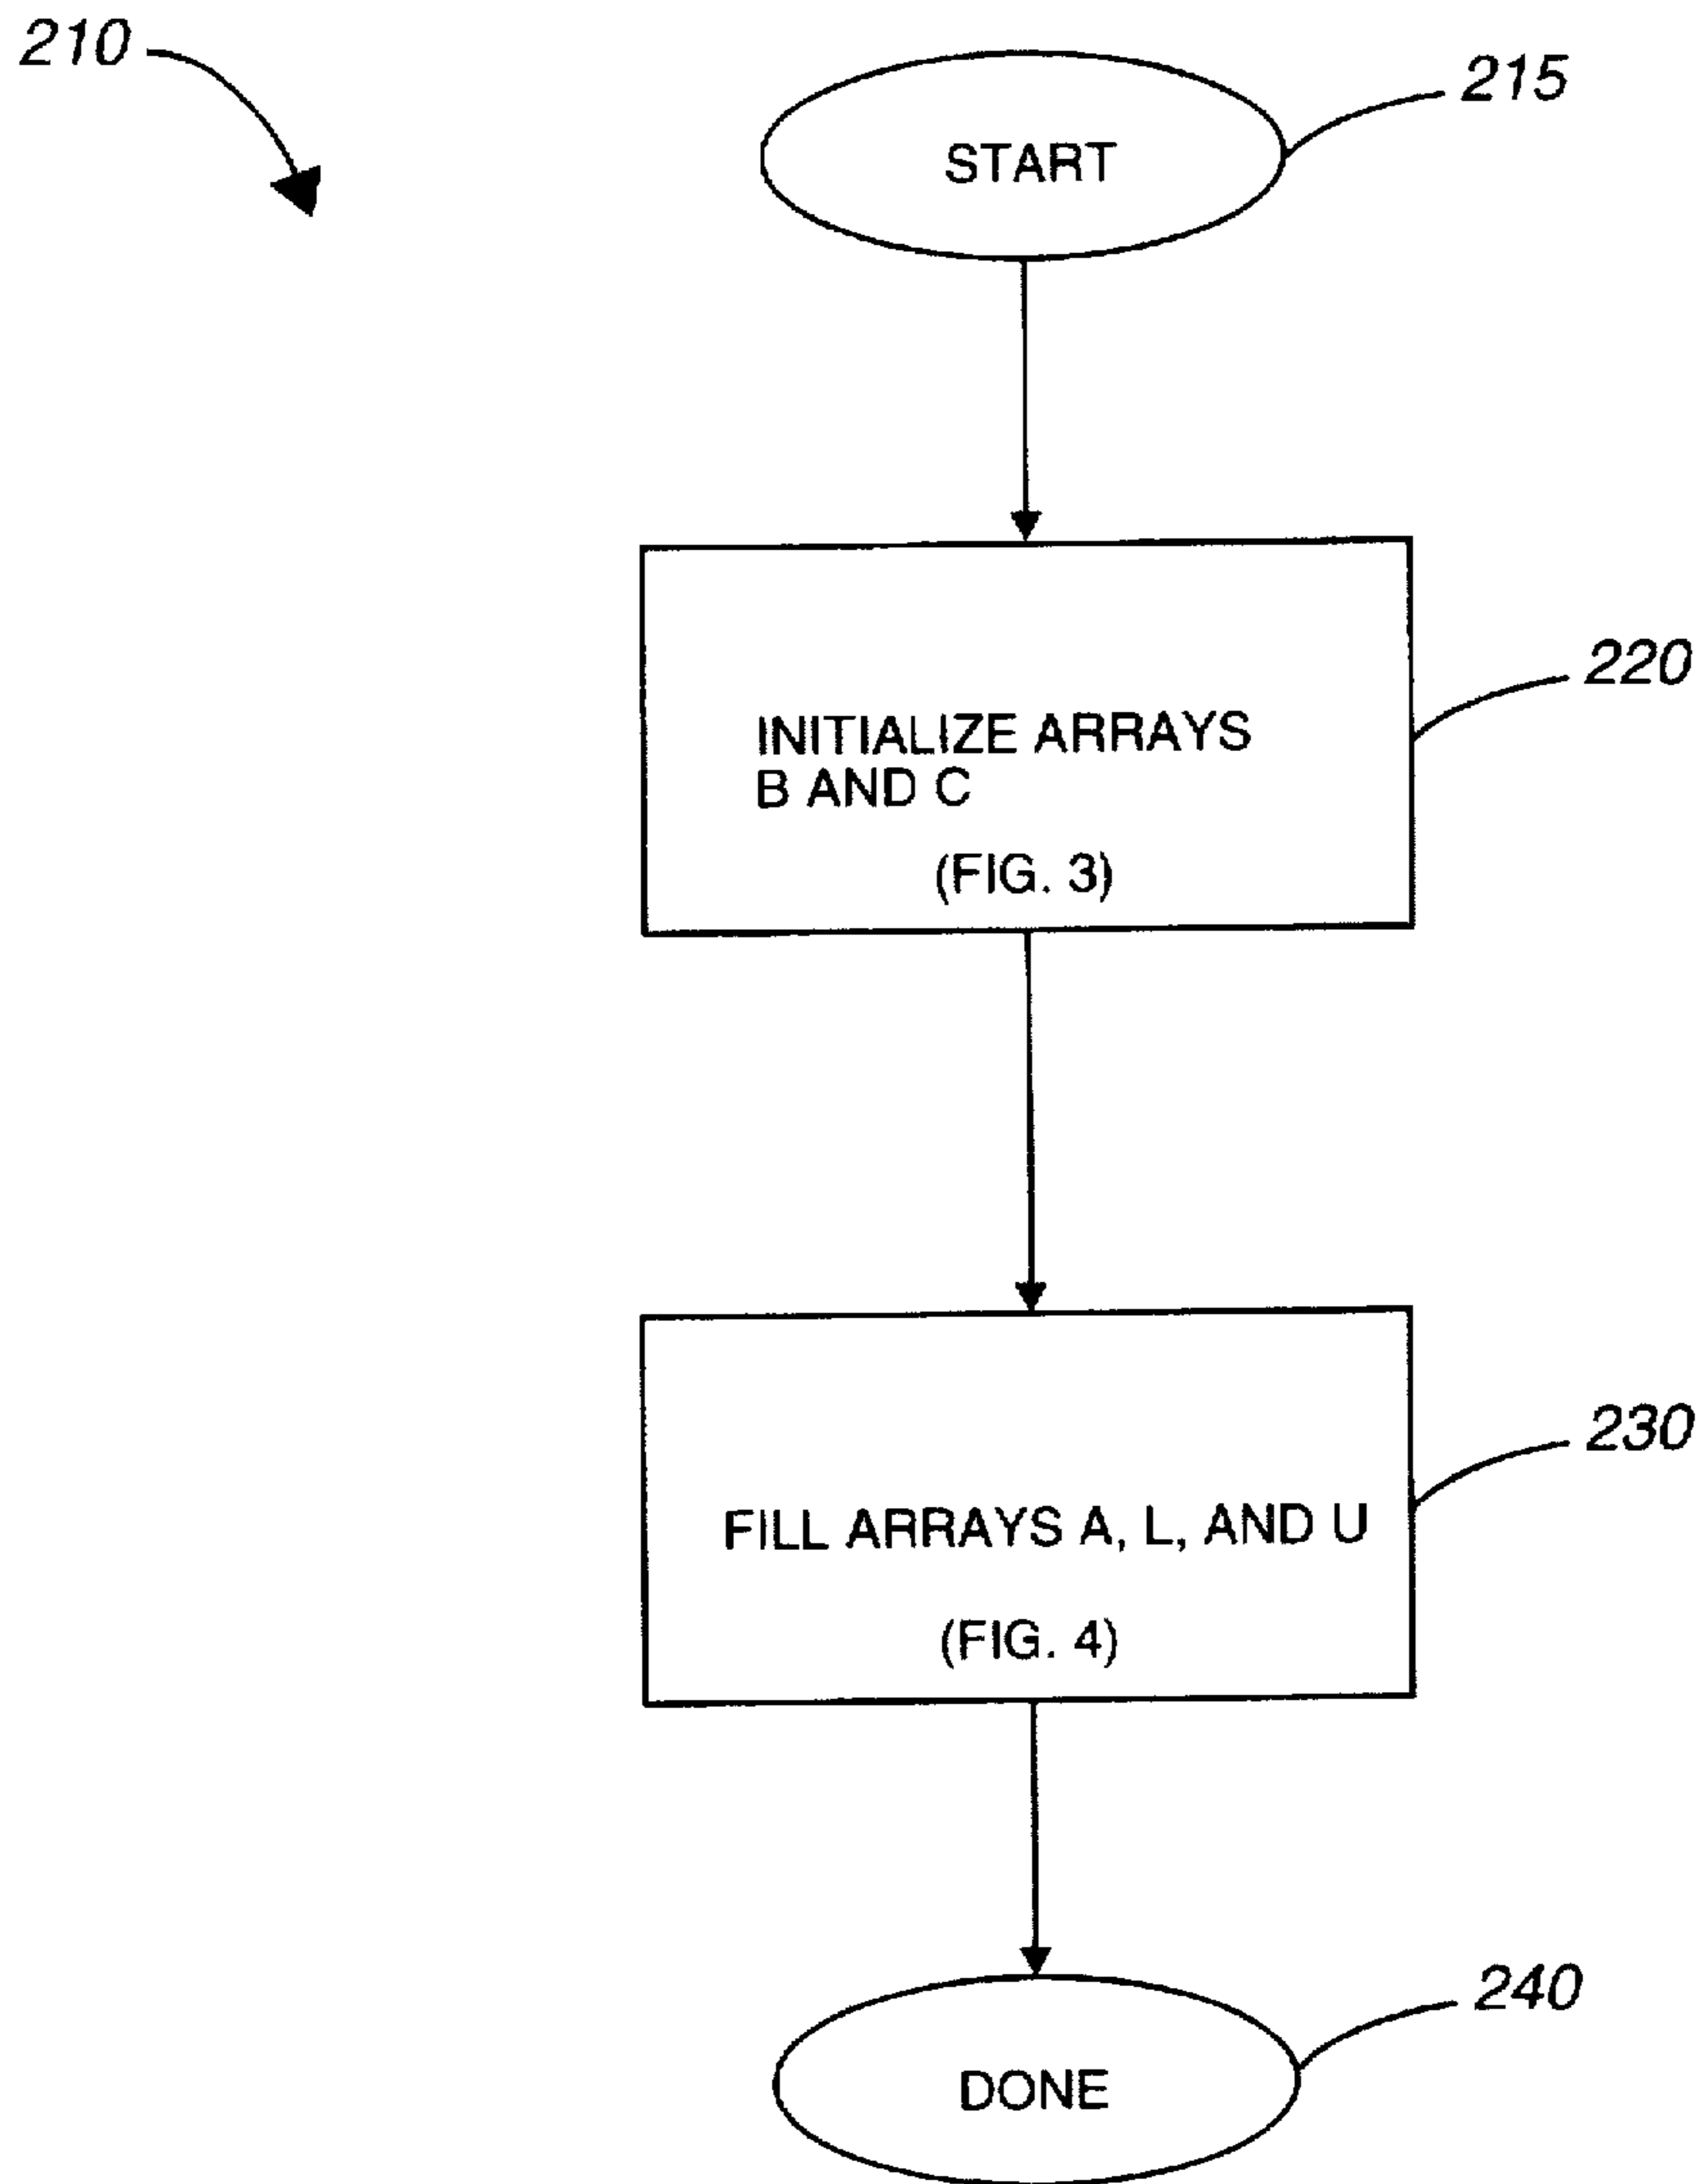 210
215
START
220
INITIALIZE ARRAYS
B AND C
(FIG. 3)
230
FILL ARRAYS A, L, AND U
(FIG. 4)
240
DONE